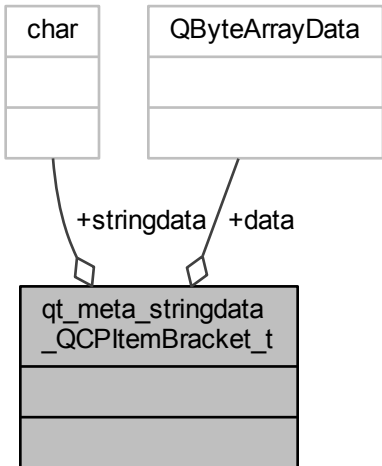 char
QByteArrayData
+stringdata
+data
qt_meta_stringdata
_QCPItemBracket_t